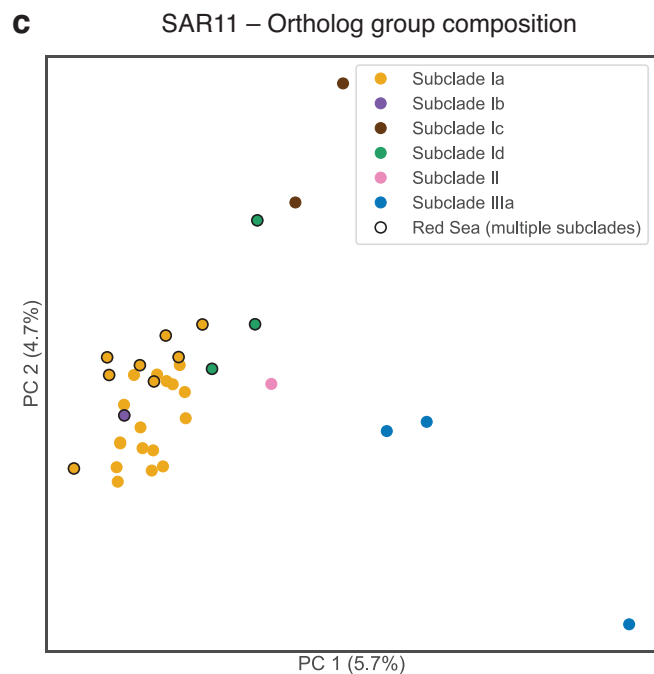 c
SAR11 – Ortholog group composition
Subclade Ia
Subclade Ib
Subclade Ic
Subclade Id
Subclade II
Subclade IIIa
Red Sea (multiple subclades)
PC 2 (4.7%)
PC 1 (5.7%)